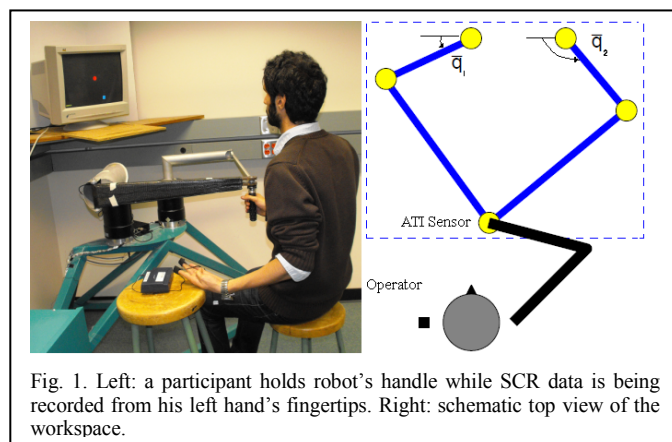 q̅₁
q̅₂
ATI Sensor
Operator
Fig. 1. Left: a participant holds robot's handle while SCR data is being
recorded from his left hand's fingertips. Right: schematic top view of the
workspace.